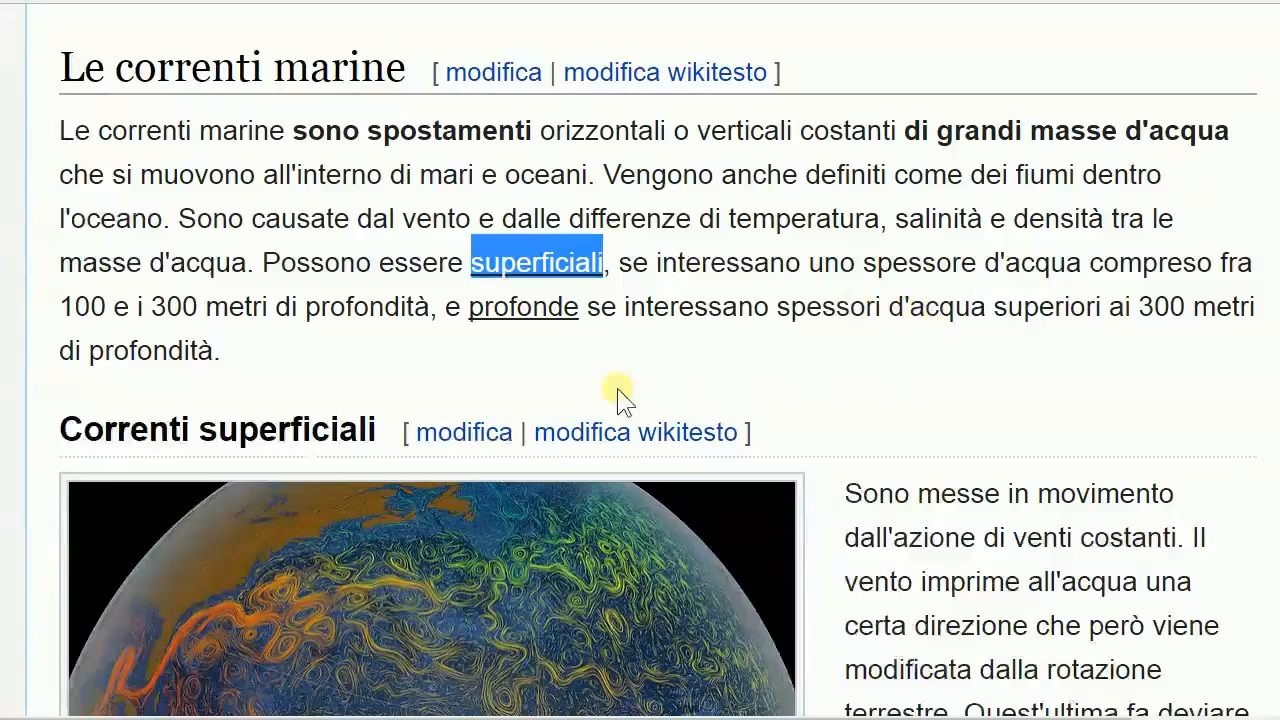 Le correnti marine [ modifica | modifica wikitesto ]
Le correnti marine sono spostamenti orizzontali o verticali costanti di grandi masse d'acqua
che si muovono all'interno di mari e oceani. Vengono anche definiti come dei fiumi dentro
l'oceano. Sono causate dal vento e dalle differenze di temperatura, salinità e densità tra le
masse d'acqua. Possono essere superficiali, se interessano uno spessore d'acqua compreso fra
100 e i 300 metri di profondità, e profonde se interessano spessori d'acqua superiori ai 300 metri
di profondità.
Correnti superficiali [ modifica | modifica wikitesto ]
Sono messe in movimento
dall'azione di venti costanti. Il
vento imprime all'acqua una
certa direzione che però viene
modificata dalla rotazione
terrestre. Quest'ultima fa deviare